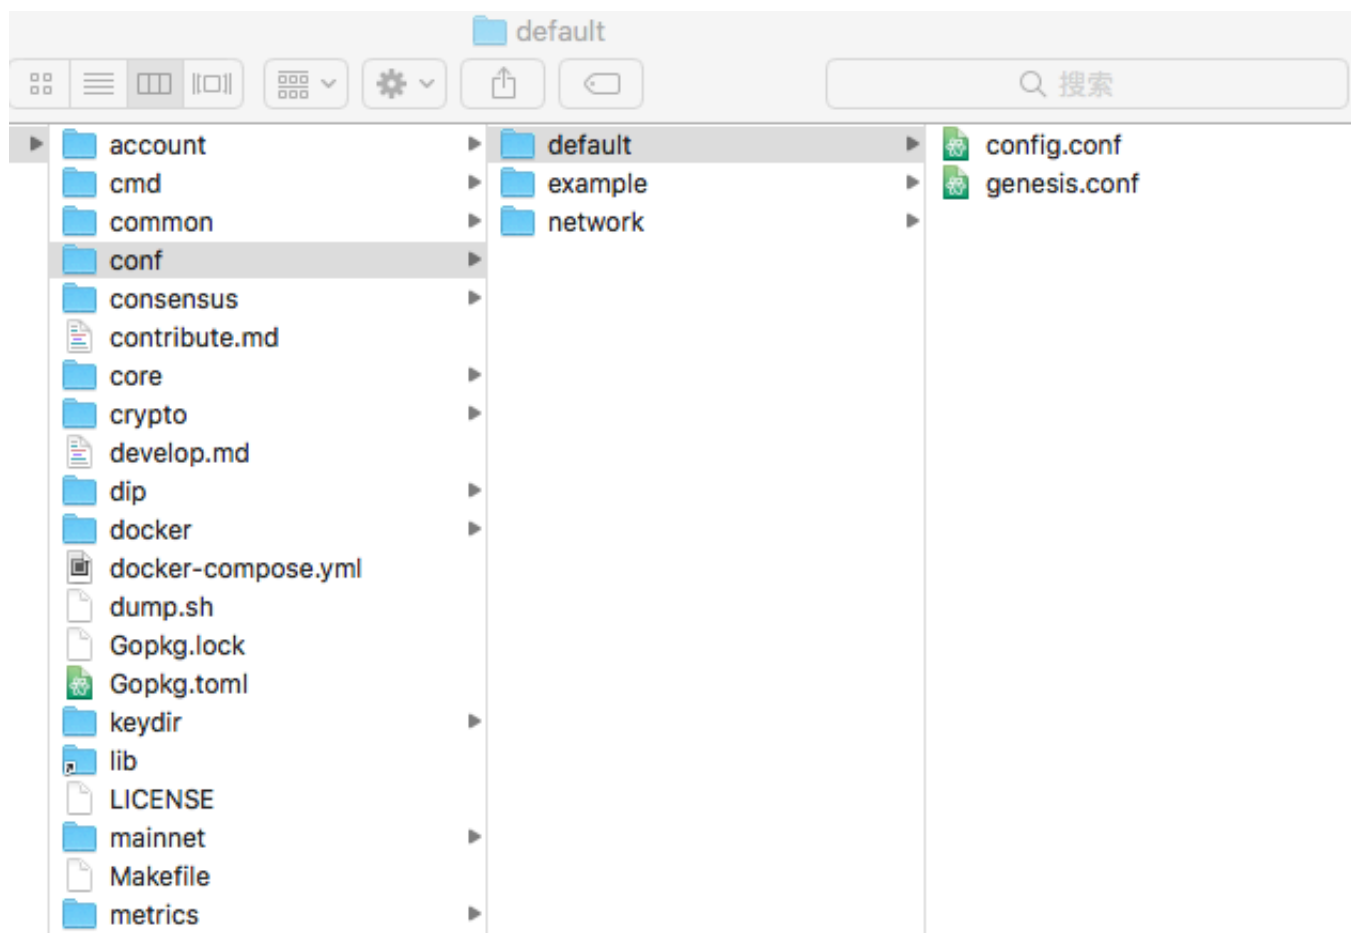 default
搜索
account
cmd
common
conf
consensus
contribute.md
core
crypto
develop.md
dip
docker
docker-compose.yml
dump.sh
Gopkg.lock
Gopkg.toml
keydir
lib
LICENSE
mainnet
Makefile
metrics
default
example
network
config.conf
genesis.conf